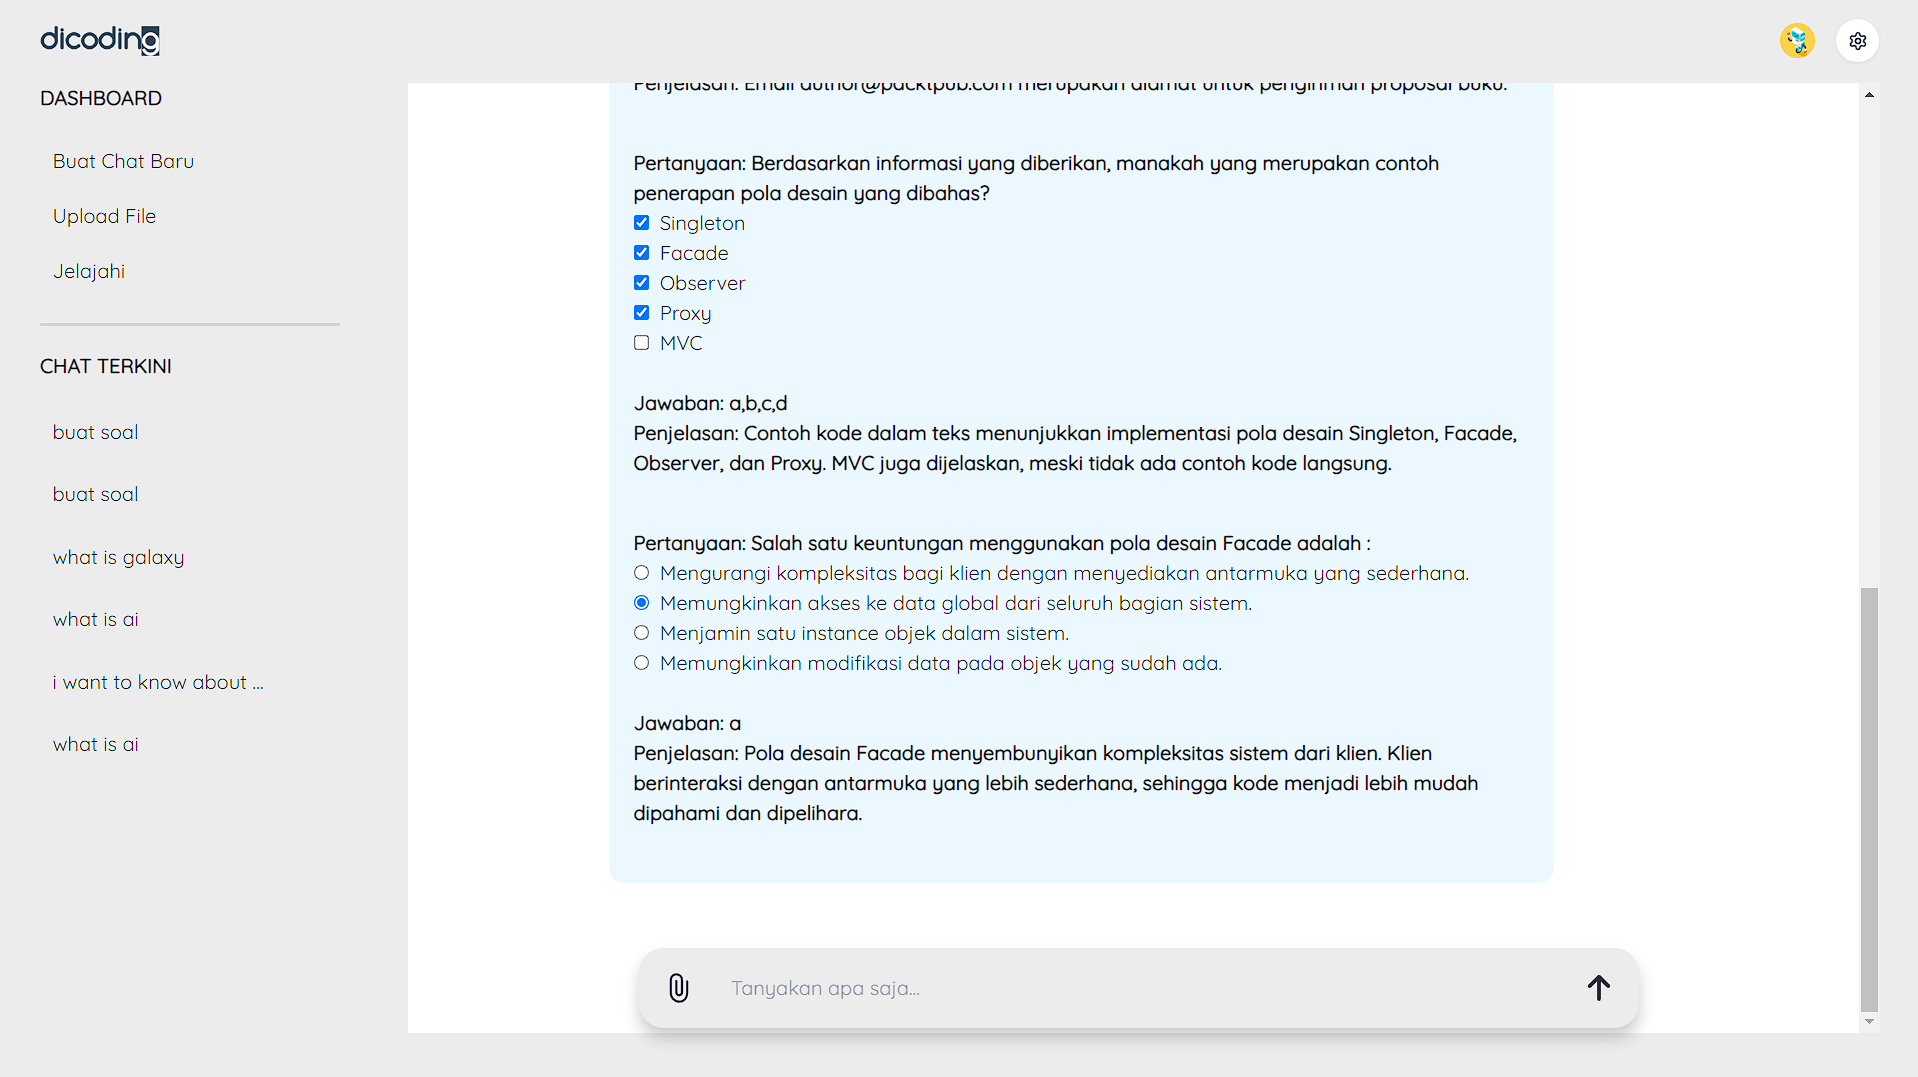 dicoding
DASHBOARD
Buat Chat Baru
Upload File
Jelajahi
CHAT TERKINI
buat soal
buat soal
what is galaxy
what is ai
i want to know about ...
what is ai
Penjelasan: Email author@packtpub.com merupakan alamat untuk pengiriman proposal buku.
Pertanyaan: Berdasarkan informasi yang diberikan, manakah yang merupakan contoh
penerapan pola desain yang dibahas?
Singleton
Facade
Observer
Proxy
MVC
Jawaban: a,b,c,d
Penjelasan: Contoh kode dalam teks menunjukkan implementasi pola desain Singleton, Facade,
Observer, dan Proxy. MVC juga dijelaskan, meski tidak ada contoh kode langsung.
Pertanyaan: Salah satu keuntungan menggunakan pola desain Facade adalah :
Mengurangi kompleksitas bagi klien dengan menyediakan antarmuka yang sederhana.
Memungkinkan akses ke data global dari seluruh bagian sistem.
Menjamin satu instance objek dalam sistem.
Memungkinkan modifikasi data pada objek yang sudah ada.
Jawaban: a
Penjelasan: Pola desain Facade menyembunyikan kompleksitas sistem dari klien. Klien
berinteraksi dengan antarmuka yang lebih sederhana, sehingga kode menjadi lebih mudah
dipahami dan dipelihara.
Tanyakan apa saja...